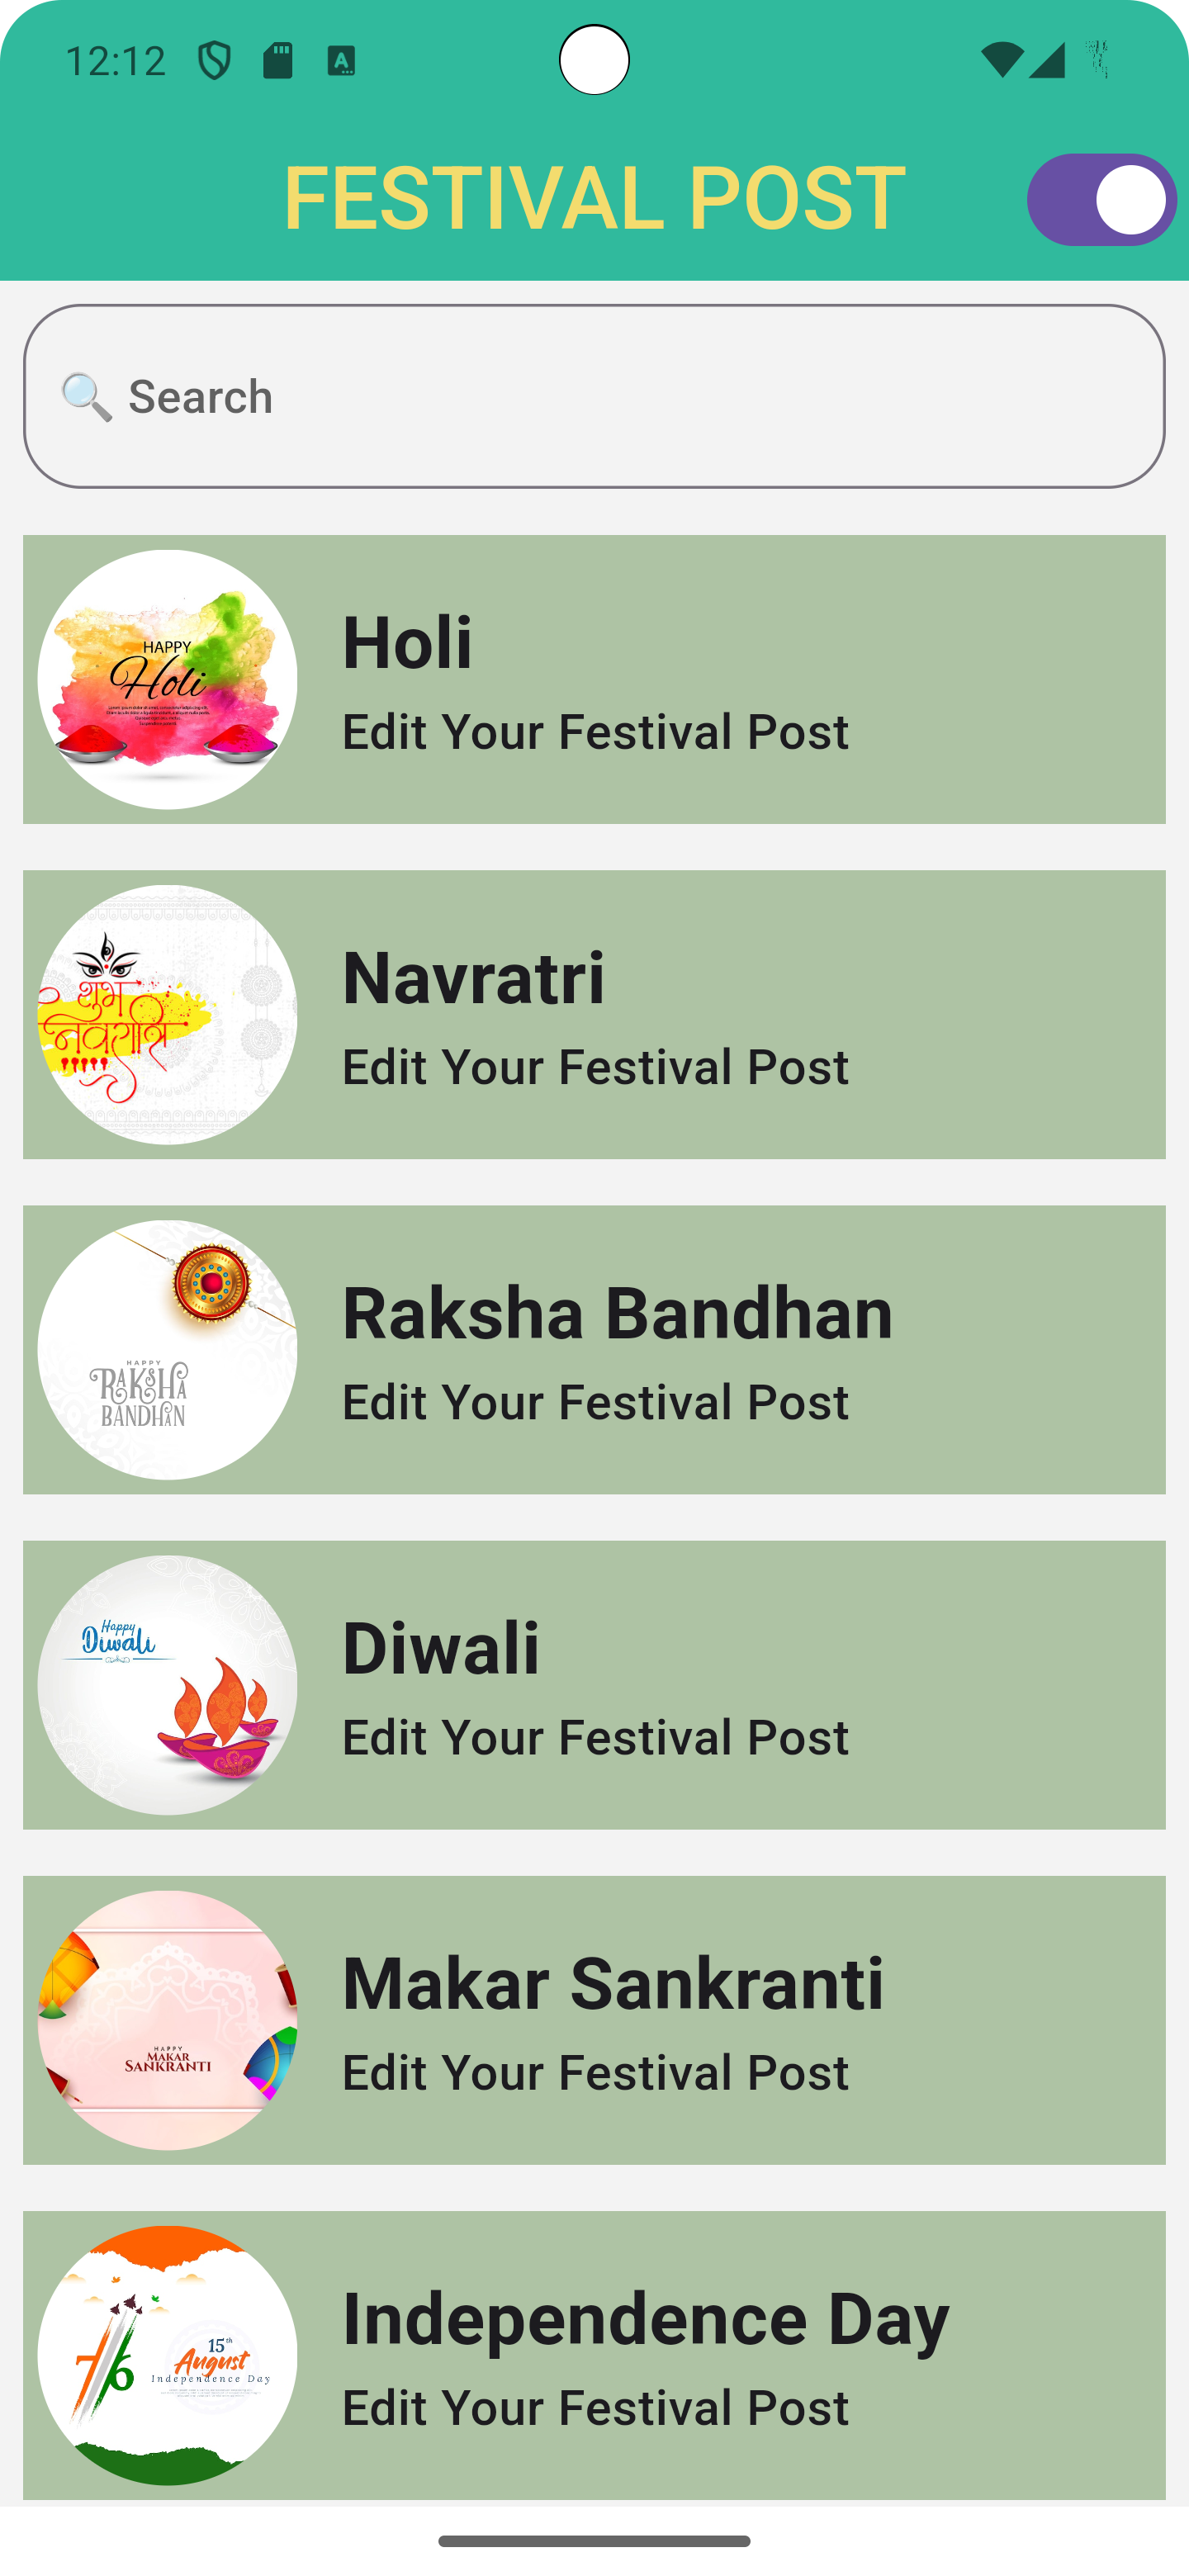 12:12
FESTIVAL POST
Search
HAPPY
Holi
Holi
Edit Your Festival Post
शुभ
नवरात्रि
Navratri
Edit Your Festival Post
HAPPY
RAKSHA
BANDHAN
Raksha Bandhan
Edit Your Festival Post
Happy
Diwali
Diwali
Edit Your Festival Post
HAPPY
MAKAR
SANKRANTI
Makar Sankranti
Edit Your Festival Post
76
15th
August
Independence Day
Independence Day
Edit Your Festival Post